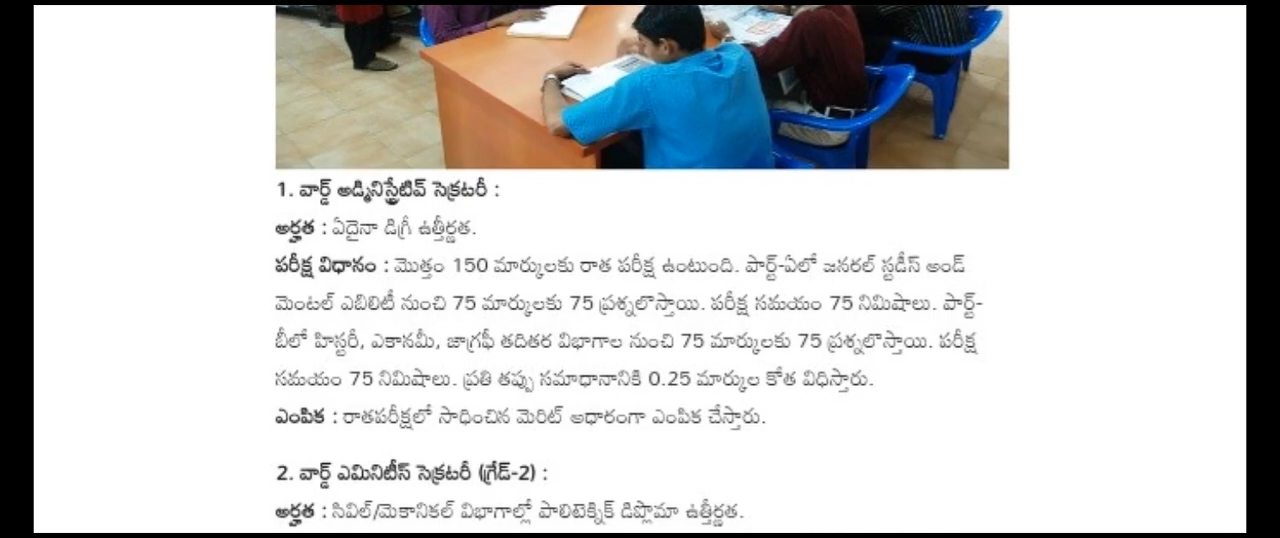 1. వార్డ్ అడ్మినిస్ట్రేటివ్ సెక్రటరీ :
అర్హత : ఏదైనా డిగ్రీ ఉత్తీర్ణత.
పరీక్ష విధానం : మొత్తం 150 మార్కులకు రాత పరీక్ష ఉంటుంది. పార్ట్-ఏలో జనరల్ స్టడీస్ అండ్
మెంటల్ ఎబిలిటీ నుంచి 75 మార్కులకు 75 ప్రశ్నలొస్తాయి. పరీక్ష సమయం 75 నిమిషాలు. పార్ట్-
బీలో హిస్టరీ, ఎకానమీ, జాగ్రఫీ తదితర విభాగాల నుంచి 75 మార్కులకు 75 ప్రశ్నలొస్తాయి. పరీక్ష
సమయం 75 నిమిషాలు. ప్రతి తప్పు సమాధానానికి 0.25 మార్కుల కోత విధిస్తారు.
ఎంపిక : రాతపరీక్షలో సాధించిన మెరిట్ ఆధారంగా ఎంపిక చేస్తారు.
2. వార్డ్ ఎమినిటీస్ సెక్రటరీ (గ్రేడ్-2) :
అర్హత : సివిల్/మెకానికల్ విభాగాల్లో పాలిటెక్నిక్ డిప్లొమా ఉత్తీర్ణత.